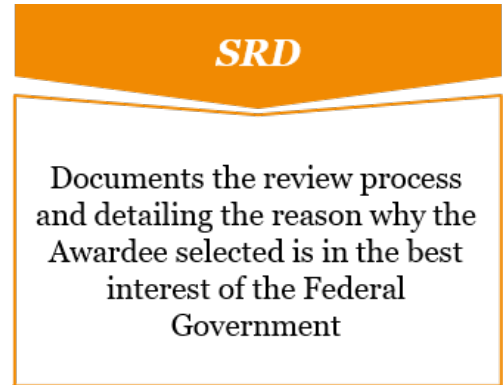 SRD
Documents the review process
and detailing the reason why the
Awardee selected is in the best
interest of the Federal
Government